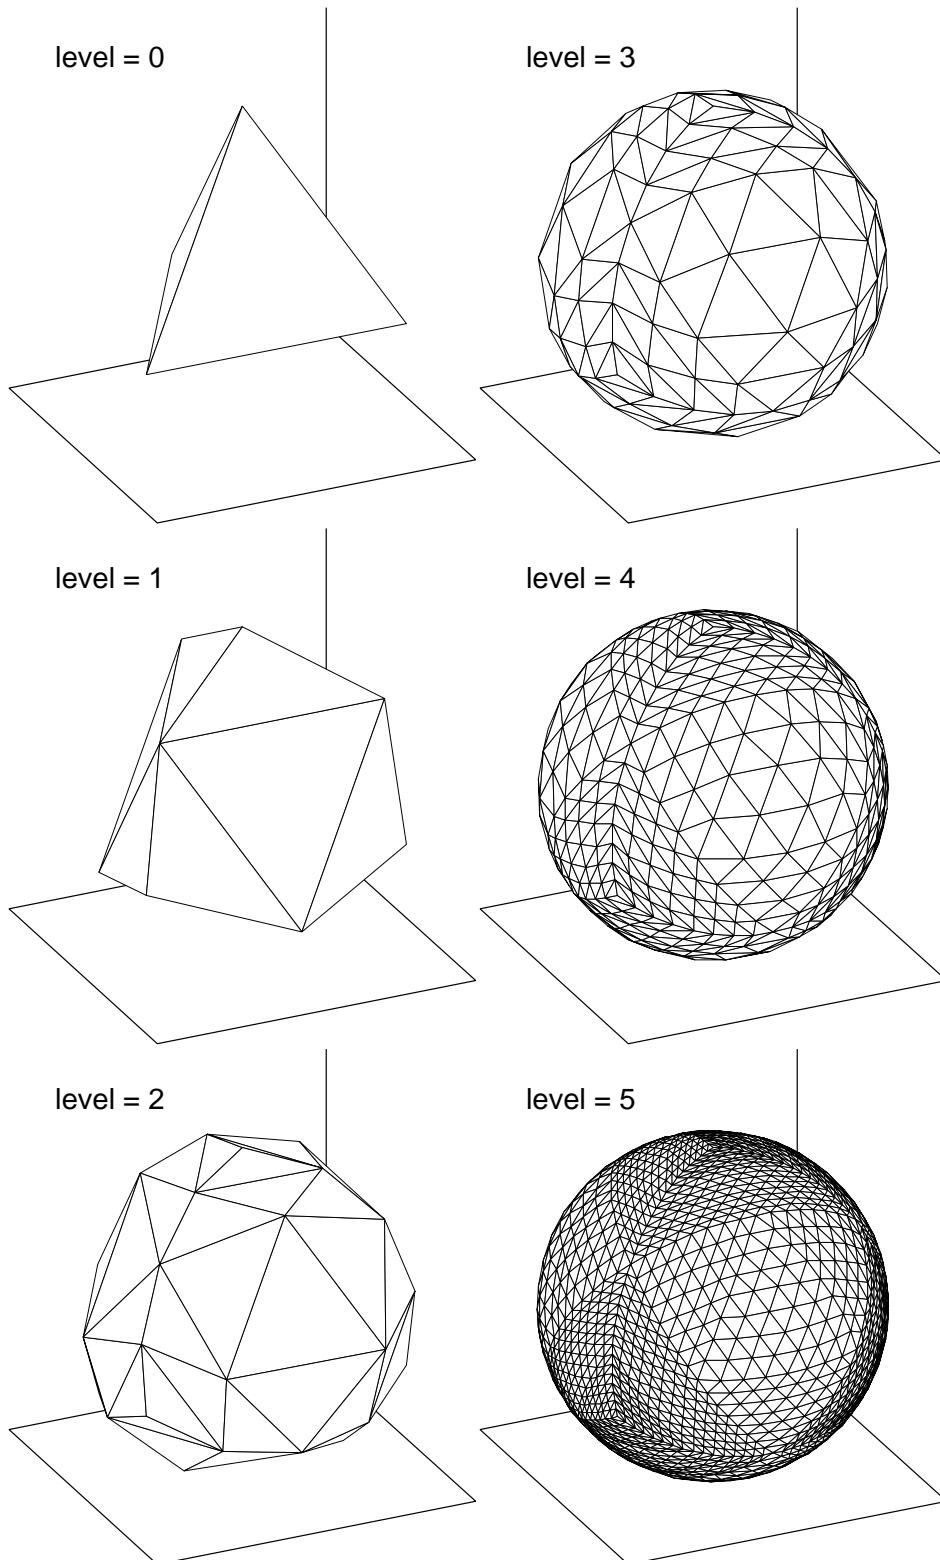 level = 0
level = 3
level = 1
level = 4
level = 2
level = 5